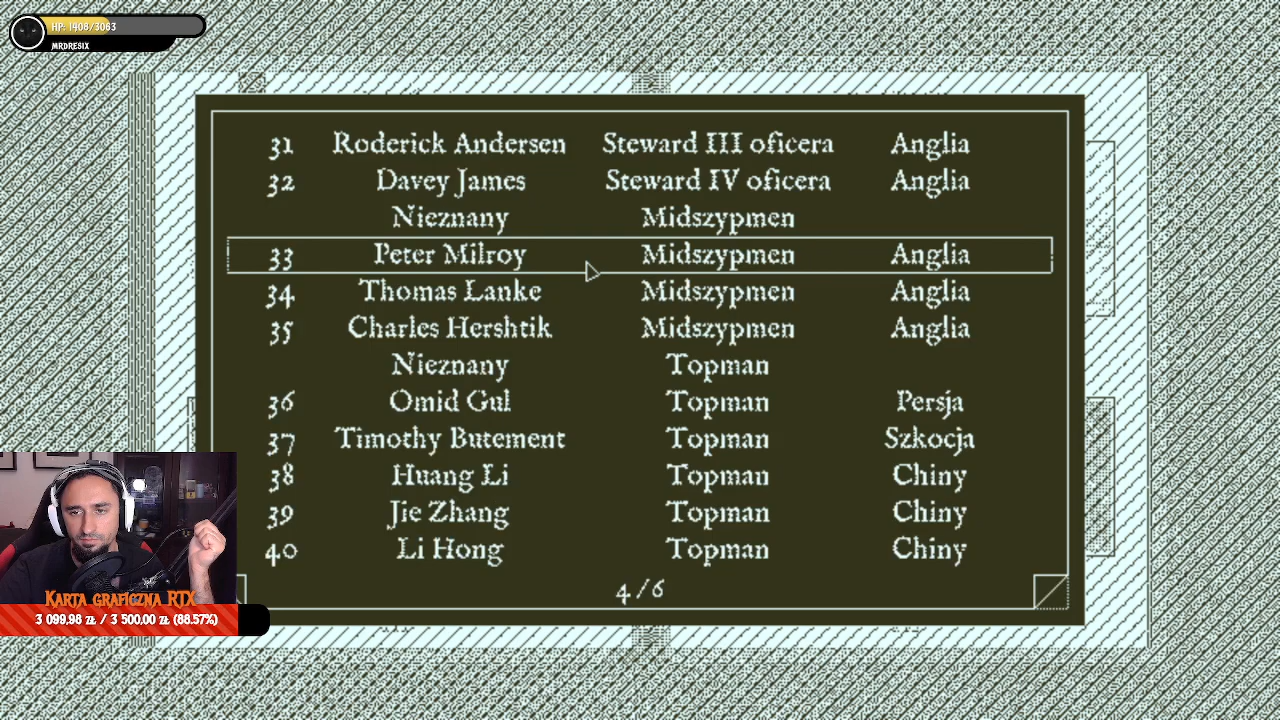 HP: 1408/3063
MRDRESIX
31 Roderick Andersen Steward III oficera Anglia
32 Davey James Steward IV oficera Anglia
Nieznany Midszypmen
33 Peter Milroy Midszypmen Anglia
34 Thomas Lanke Midszypmen Anglia
35 Charles Hershtik Midszypmen Anglia
Nieznany Topman
36 Omid Gul Topman Persja
37 Timothy Butement Topman Szkocja
38 Huang Li Topman Chiny
39 Jie Zhang Topman Chiny
40 Li Hong Topman Chiny
4/6
Karta graficzna RTX
3 099,98 zł / 3 500,00 zł (88.57%)